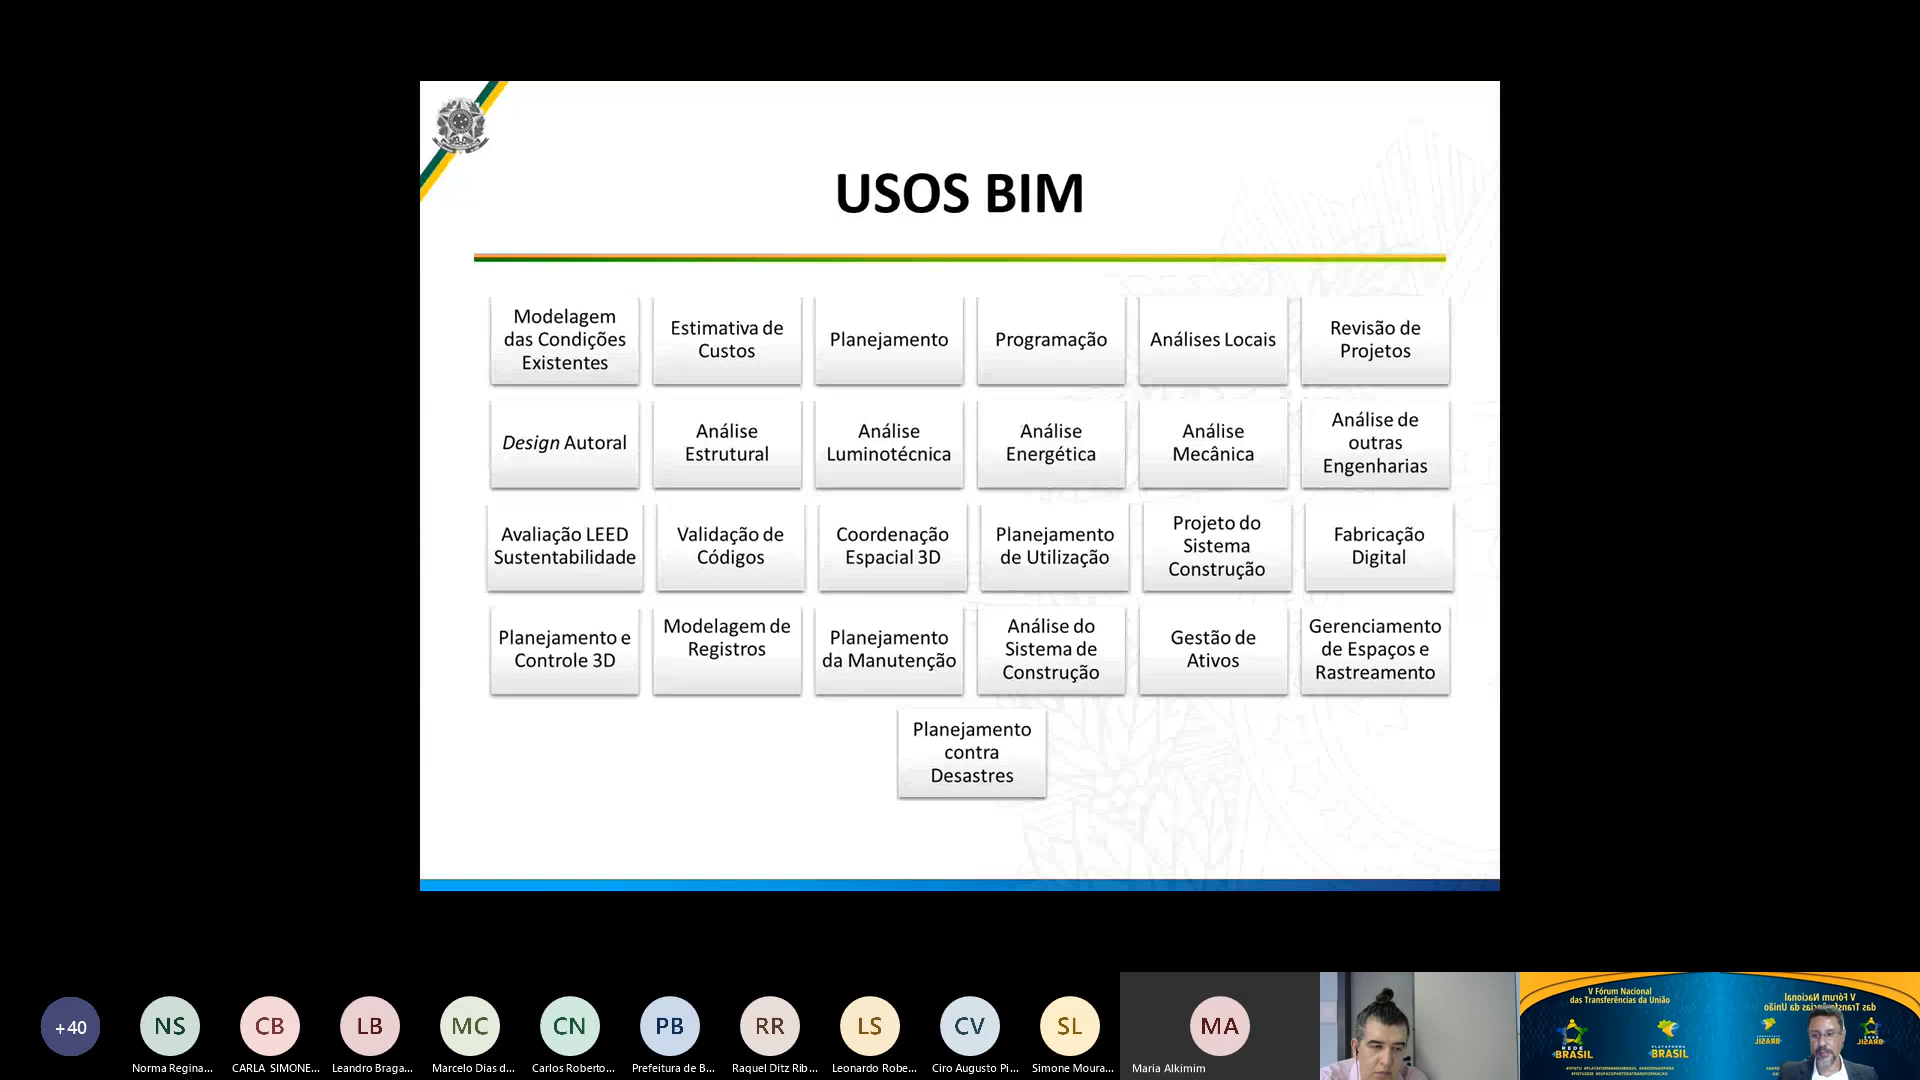 USOS BIM
Modelagem
das Condições
Existentes
Estimativa de
Custos
Planejamento
Programação
Análises Locais
Revisão de
Projetos
Design Autoral
Análise
Estrutural
Análise
Luminotécnica
Análise
Energética
Análise
Mecânica
Análise de
outras
Engenharias
Avaliação LEED
Sustentabilidade
Validação de
Códigos
Coordenação
Espacial 3D
Planejamento
de Utilização
Projeto do
Sistema
Construção
Fabricação
Digital
Planejamento e
Controle 3D
Modelagem de
Registros
Planejamento
da Manutenção
Análise do
Sistema de
Construção
Gestão de
Ativos
Gerenciamento
de Espaços e
Rastreamento
Planejamento
contra
Desastres
+40
NS
Norma Regina...
CB
CARLA SIMONE...
LB
Leandro Braga...
MC
Marcelo Dias d...
CN
Carlos Roberto...
PB
Prefeitura de B...
RR
Raquel Ditz Rib...
LS
Leonardo Robe...
CV
Ciro Augusto Pi...
SL
Simone Moura...
MA
Maria Alkimim
V Fórum Nacional
das Transferências da União
REDE
+BRASIL
PLATAFORMA
+BRASIL
V Fórum Nacional
das Transferências da
União